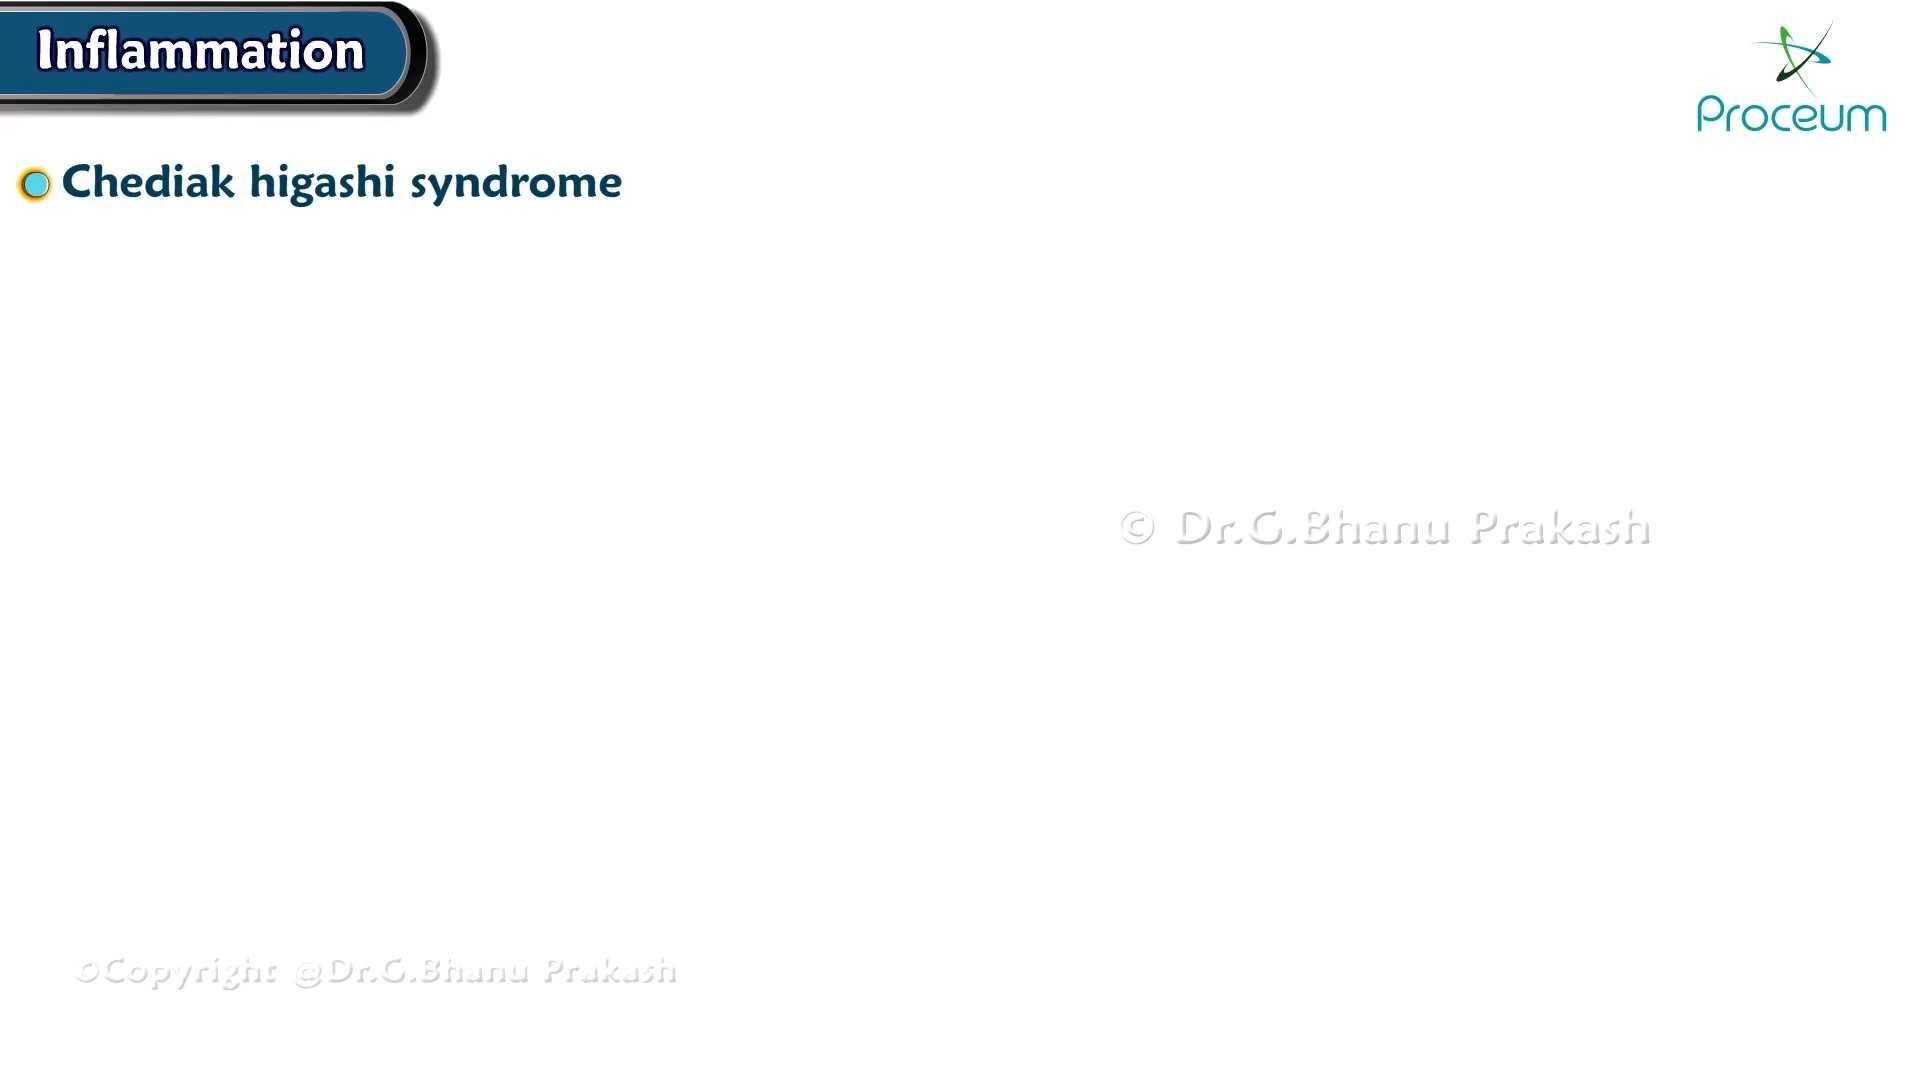 Inflammation
Proceum
Chediak higashi syndrome
© Dr.G.Bhanu Prakash
©Copyright @Dr.G.Bhanu Prakash